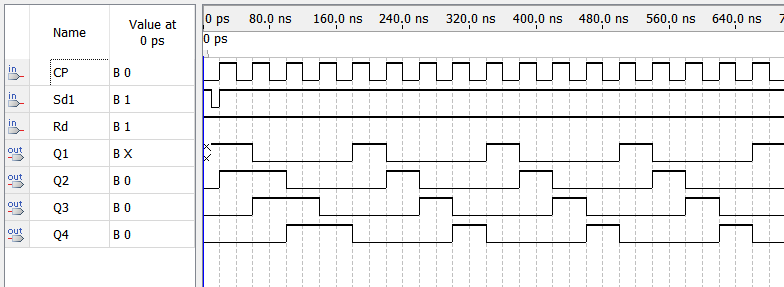 Name
Value at
0 ps
0 ps 80.0 ns 160.0 ns 240.0 ns 320.0 ns 400.0 ns 480.0 ns 560.0 ns 640.0 ns
0 ps
in CP B 0
in Sd1 B 1
in Rd B 1
out Q1 B X
out Q2 B 0
out Q3 B 0
out Q4 B 0